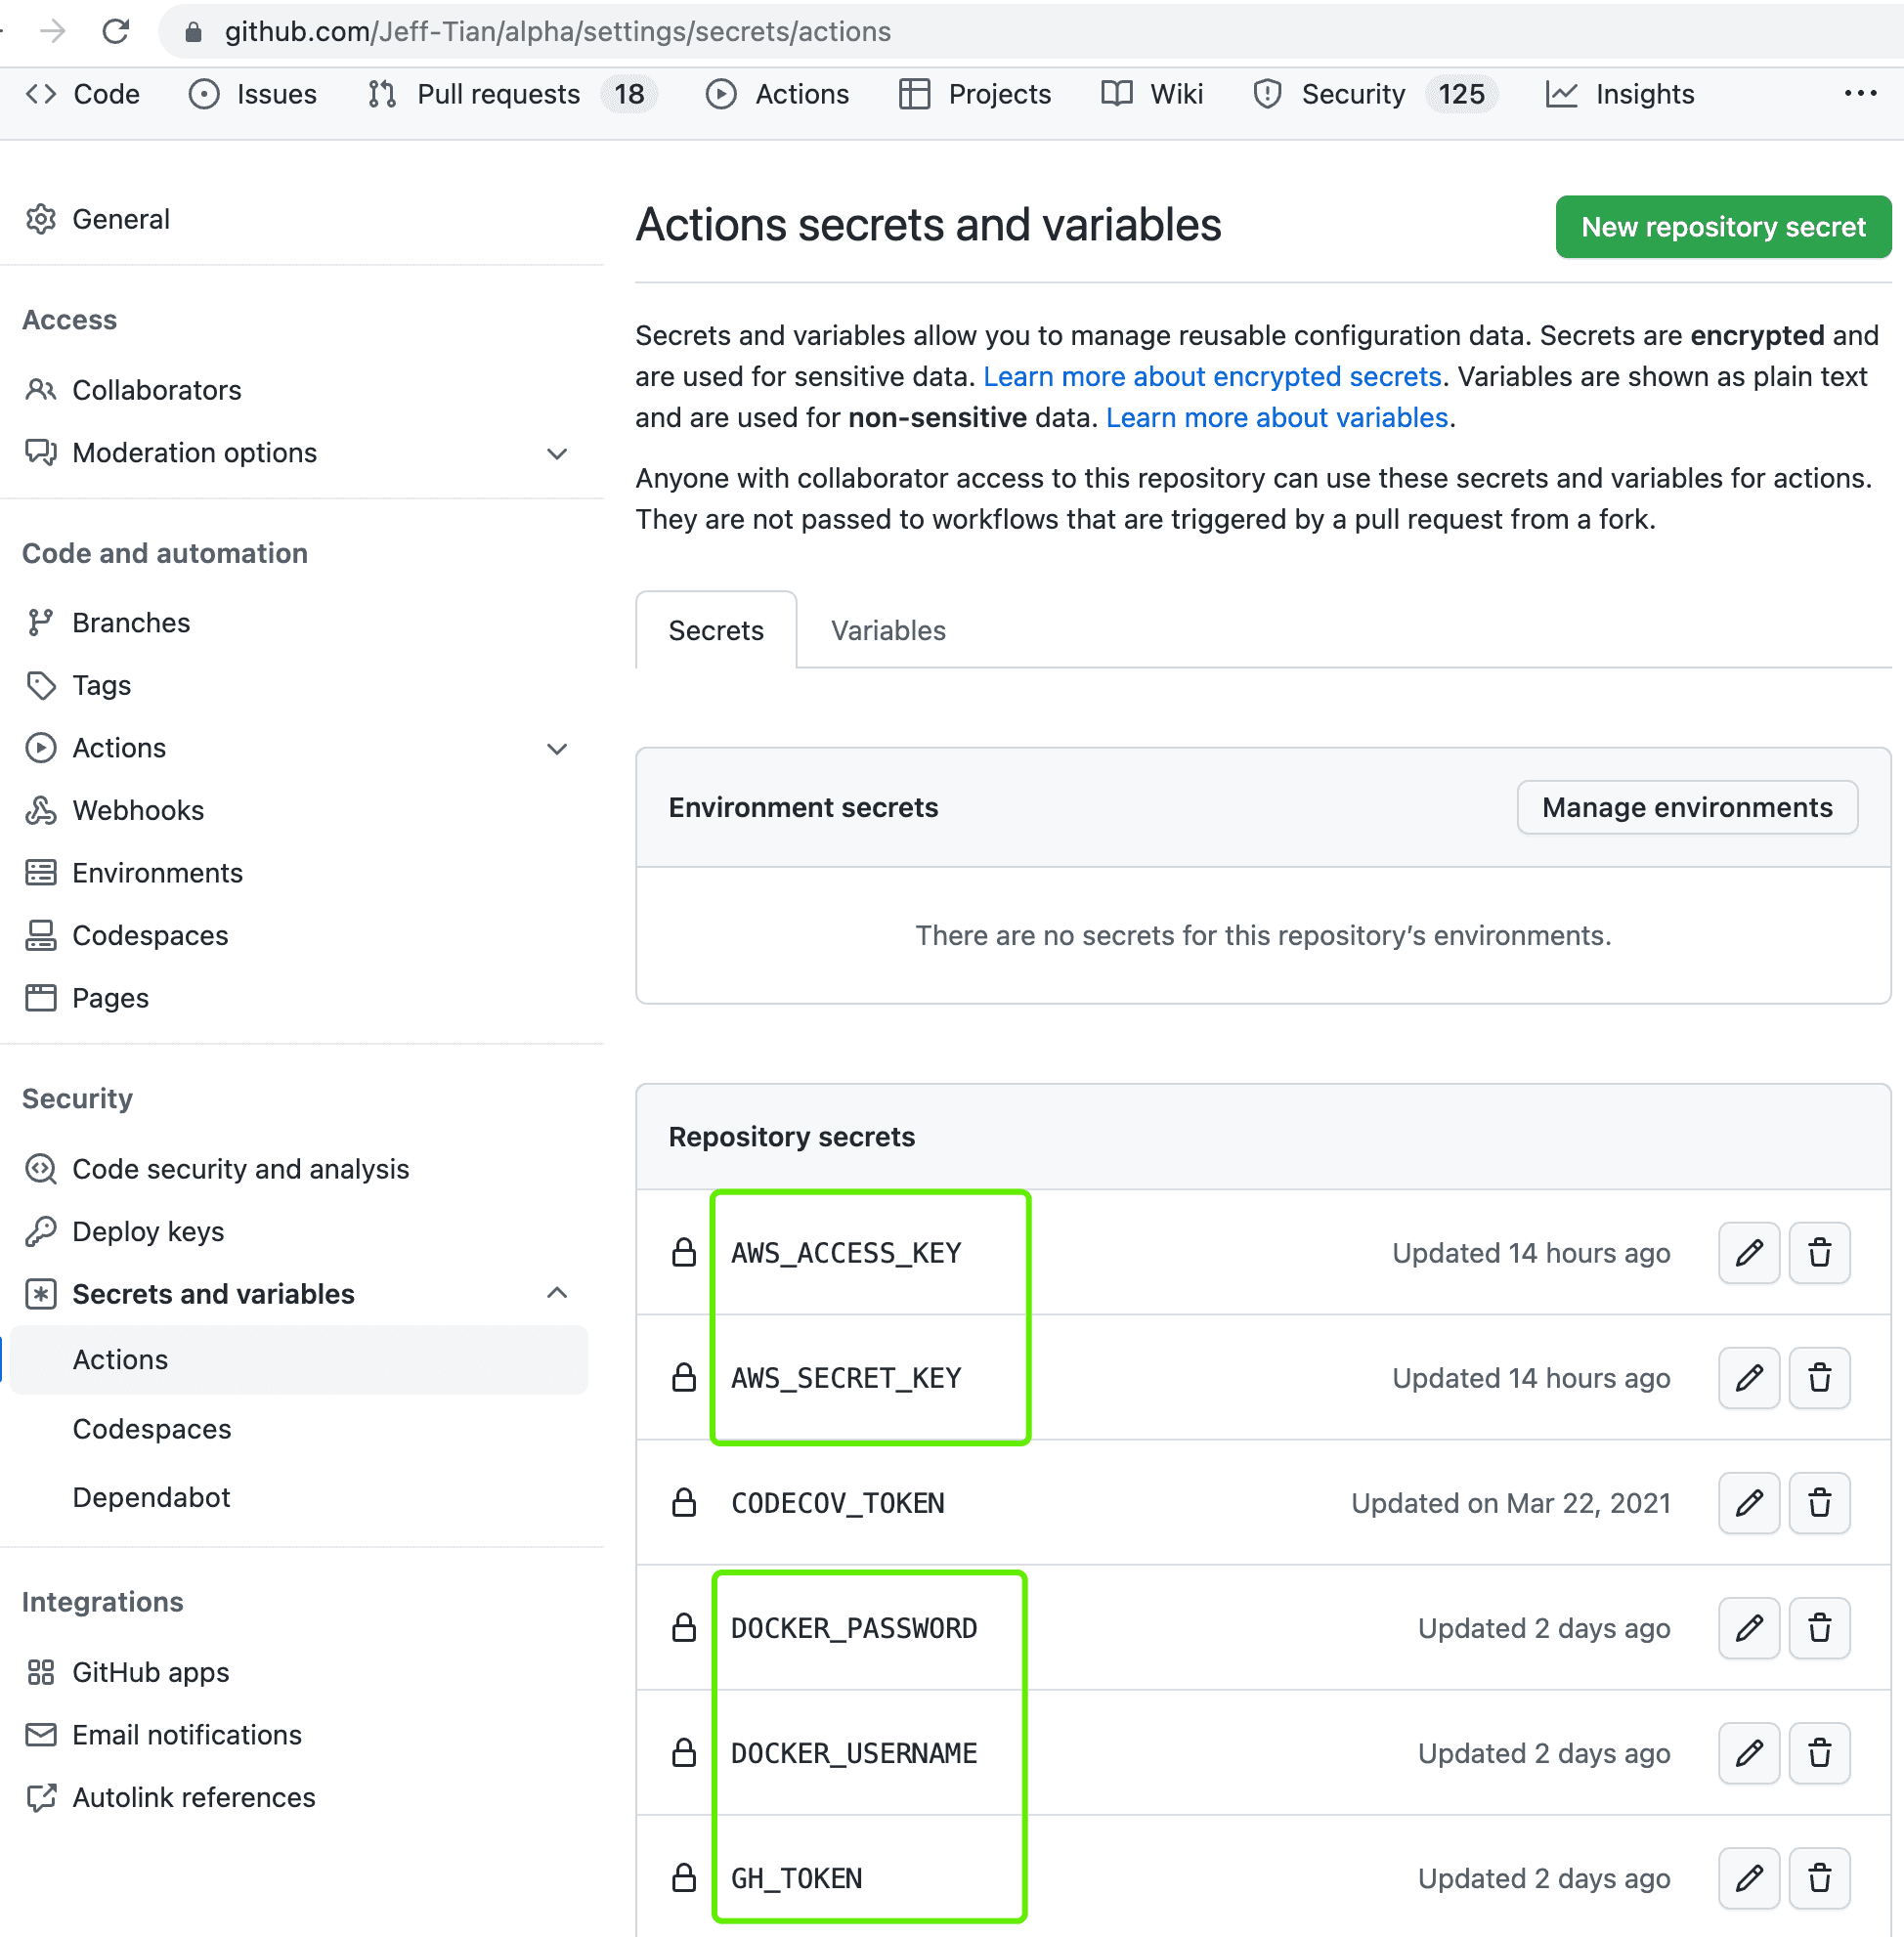 github.com/Jeff-Tian/alpha/settings/secrets/actions
Code Issues Pull requests 18 Actions Projects Wiki Security 125 Insights
General
Access
Collaborators
Moderation options
Code and automation
Branches
Tags
Actions
Webhooks
Environments
Codespaces
Pages
Security
Code security and analysis
Deploy keys
Secrets and variables
Actions
Codespaces
Dependabot
Integrations
GitHub apps
Email notifications
Autolink references
Actions secrets and variables
New repository secret
Secrets and variables allow you to manage reusable configuration data. Secrets are encrypted and
are used for sensitive data. Learn more about encrypted secrets. Variables are shown as plain text
and are used for non-sensitive data. Learn more about variables.
Anyone with collaborator access to this repository can use these secrets and variables for actions.
They are not passed to workflows that are triggered by a pull request from a fork.
Secrets Variables
Environment secrets Manage environments
There are no secrets for this repository’s environments.
Repository secrets
AWS_ACCESS_KEY Updated 14 hours ago
AWS_SECRET_KEY Updated 14 hours ago
CODECOV_TOKEN Updated on Mar 22, 2021
DOCKER_PASSWORD Updated 2 days ago
DOCKER_USERNAME Updated 2 days ago
GH_TOKEN Updated 2 days ago